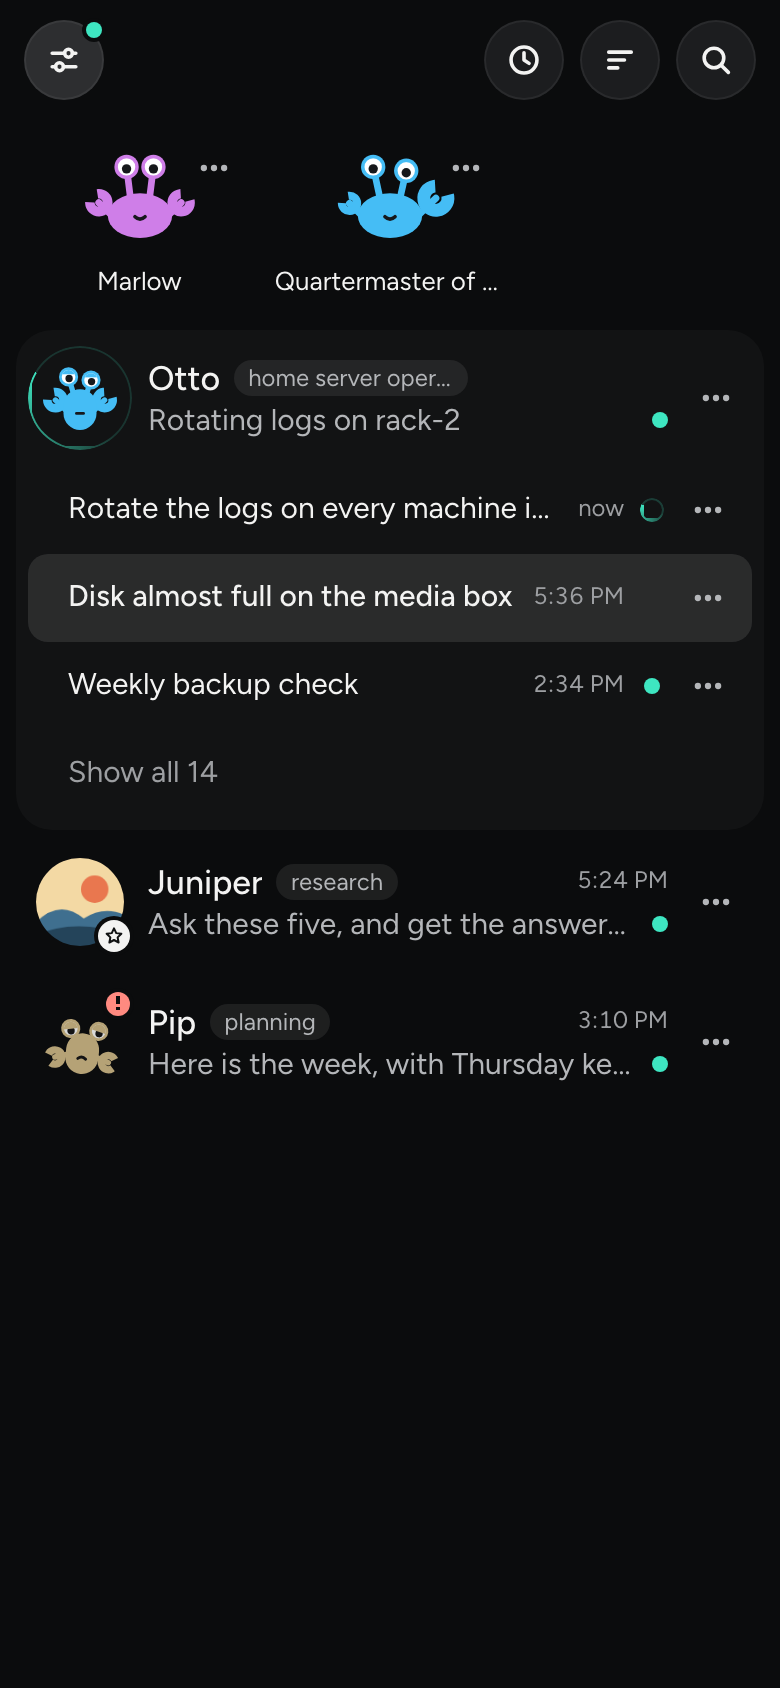 Marlow
Quartermaster of ...
Otto
home server oper...
Rotating logs on rack-2
Rotate the logs on every machine i...
now
Disk almost full on the media box
5:36 PM
Weekly backup check
2:34 PM
Show all 14
Juniper
research
5:24 PM
Ask these five, and get the answer...
Pip
planning
3:10 PM
Here is the week, with Thursday ke...